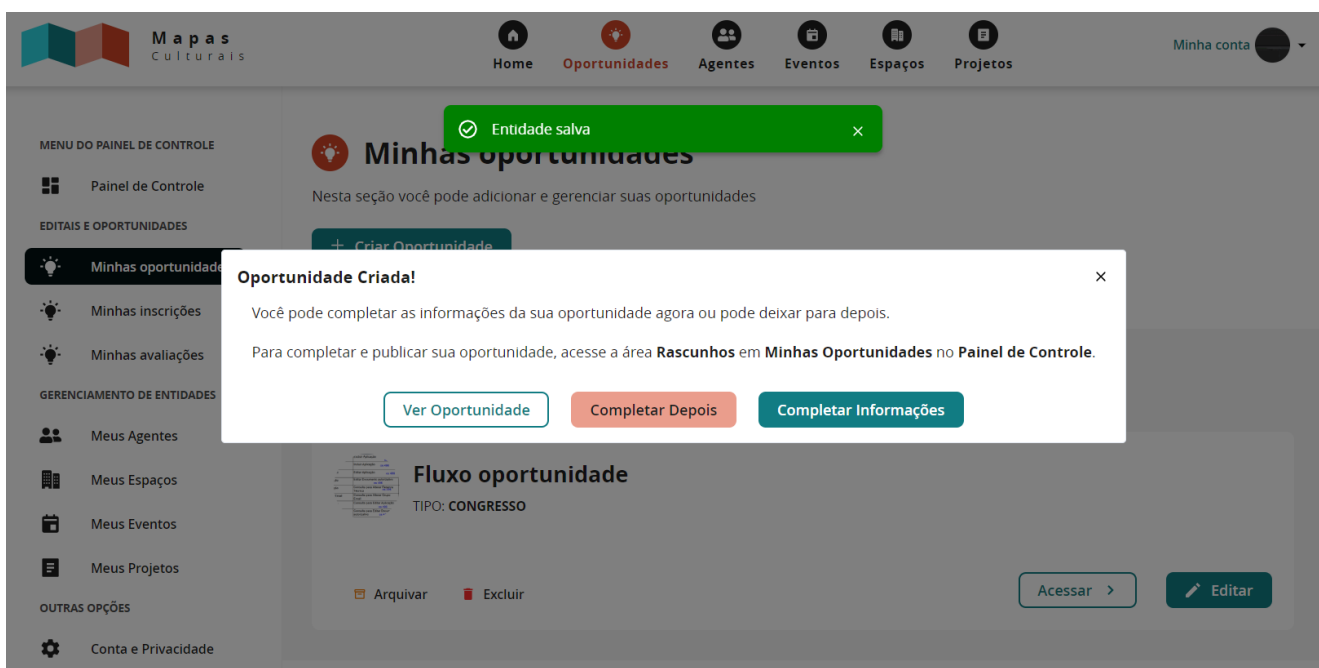 Mapas
Culturais
Home
Oportunidades
Agentes
Eventos
Espaços
Projetos
Minha conta
Entidade salva
MENU DO PAINEL DE CONTROLE
Painel de Controle
EDITAIS E OPORTUNIDADES
Minhas oportunidade
Minhas inscrições
Minhas avaliações
GERENCIAMENTO DE ENTIDADES
Meus Agentes
Meus Espaços
Meus Eventos
Meus Projetos
OUTRAS OPÇÕES
Conta e Privacidade
Minhas oportunidades
Nesta seção você pode adicionar e gerenciar suas oportunidades
+ Criar Oportunidade
Oportunidade Criada!
Você pode completar as informações da sua oportunidade agora ou pode deixar para depois.
Para completar e publicar sua oportunidade, acesse a área Rascunhos em Minhas Oportunidades no Painel de Controle.
Ver Oportunidade
Completar Depois
Completar Informações
Fluxo oportunidade
TIPO: CONGRESSO
Arquivar
Excluir
Acessar
Editar